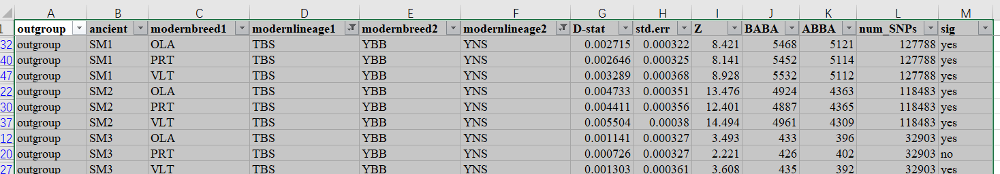 A B C D E F G H I J K L M
1 outgroup ancient modernbreed1 modernlineage1 modernbreed2 modernlineage2 D-stat std.err Z BABA ABBA num_SNPs sig
32 outgroup SM1 OLA TBS YBB YNS 0.002715 0.000322 8.421 5468 5121 127788 yes
40 outgroup SM1 PRT TBS YBB YNS 0.002646 0.000325 8.141 5452 5114 127788 yes
47 outgroup SM1 VLT TBS YBB YNS 0.003289 0.000368 8.928 5532 5112 127788 yes
22 outgroup SM2 OLA TBS YBB YNS 0.004733 0.000351 13.476 4924 4363 118483 yes
30 outgroup SM2 PRT TBS YBB YNS 0.004411 0.000356 12.401 4887 4365 118483 yes
37 outgroup SM2 VLT TBS YBB YNS 0.005504 0.00038 14.494 4961 4309 118483 yes
12 outgroup SM3 OLA TBS YBB YNS 0.001141 0.000327 3.493 433 396 32903 yes
20 outgroup SM3 PRT TBS YBB YNS 0.000726 0.000327 2.221 426 402 32903 no
27 outgroup SM3 VLT TBS YBB YNS 0.001303 0.000361 3.608 435 392 32903 yes